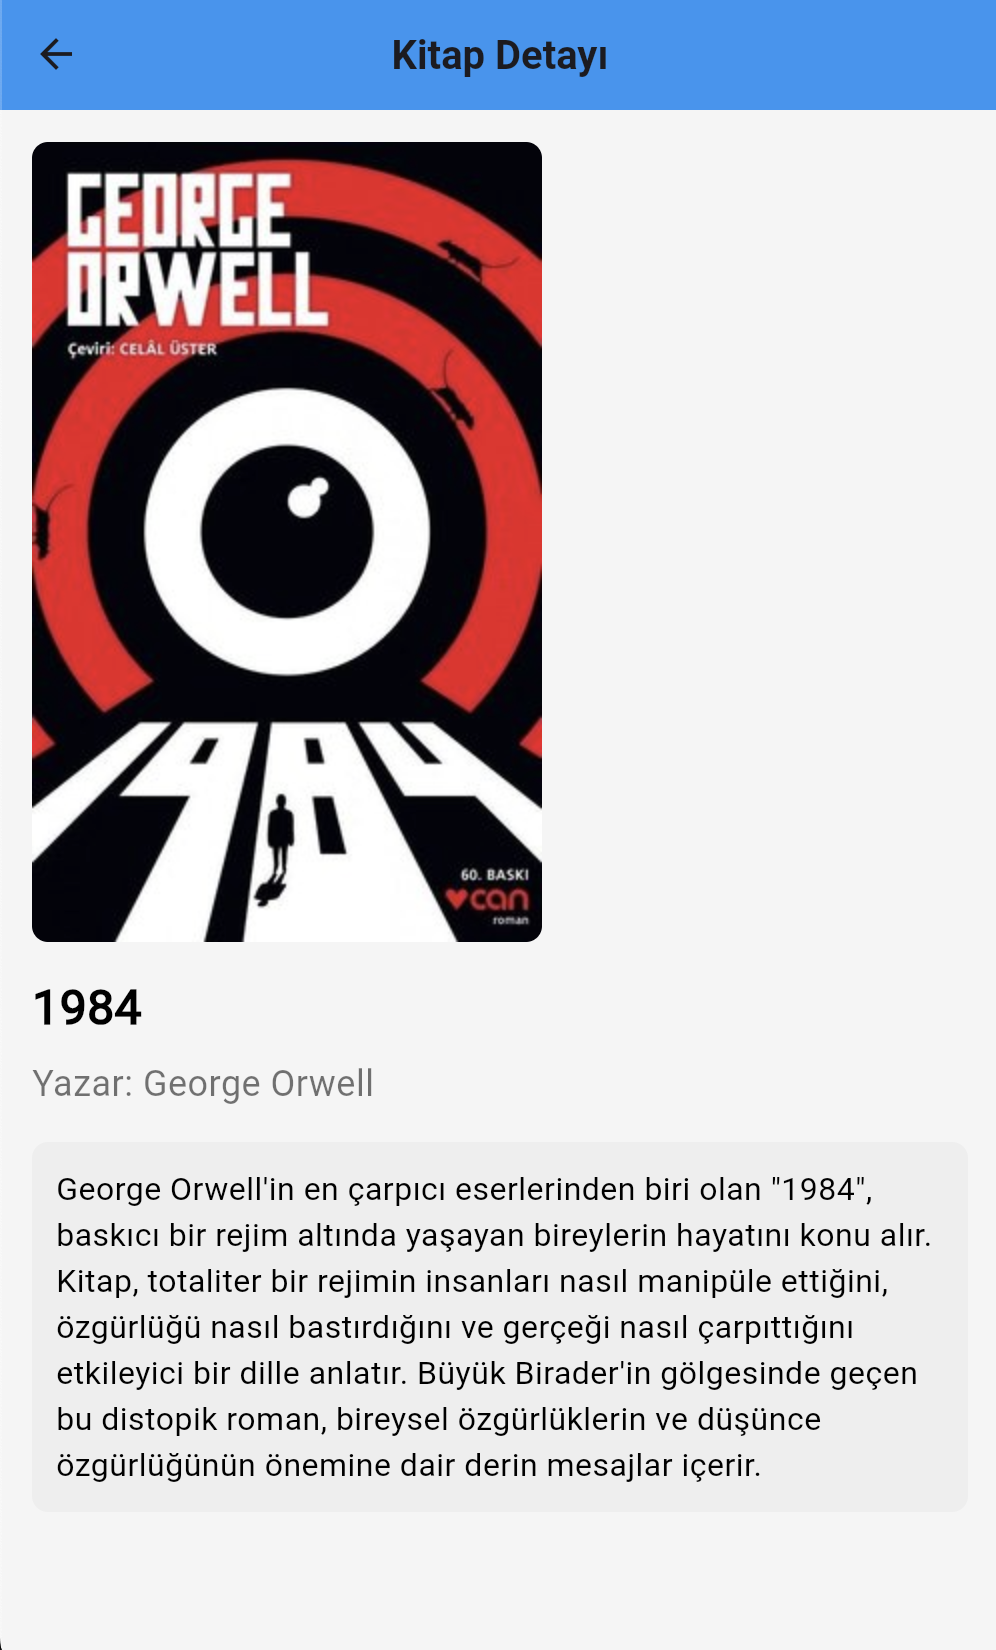 Kitap Detayı
GEORGE
ORWELL
Çeviri: CELÂL ÜSTER
1984
60. BASKI
can
roman
1984
Yazar: George Orwell
George Orwell'in en çarpıcı eserlerinden biri olan "1984",
baskıcı bir rejim altında yaşayan bireylerin hayatını konu alır.
Kitap, totaliter bir rejimin insanları nasıl manipüle ettiğini,
özgürlüğü nasıl bastırdığını ve gerçeği nasıl çarpıttığını
etkileyici bir dille anlatır. Büyük Birader'in gölgesinde geçen
bu distopik roman, bireysel özgürlüklerin ve düşünce
özgürlüğünün önemine dair derin mesajlar içerir.